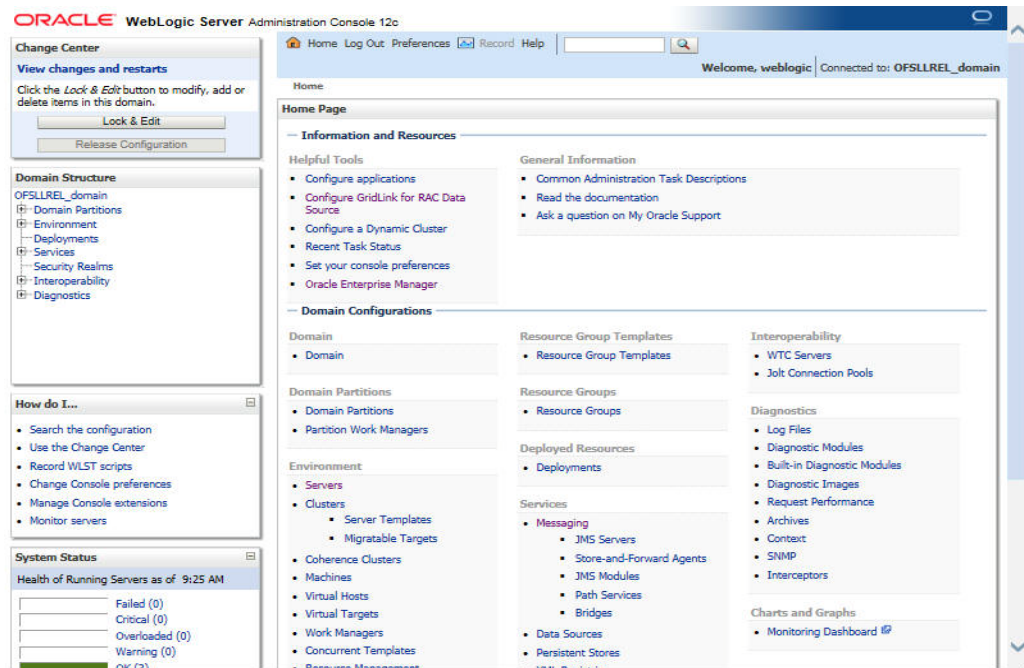 ORACLE WebLogic Server Administration Console 12c
Change Center
View changes and restarts
Click the Lock & Edit button to modify, add or
delete items in this domain.
Lock & Edit
Release Configuration
Domain Structure
OFSLLREL_domain
Domain Partitions
Environment
Deployments
Services
Security Realms
Interoperability
Diagnostics
How do I...
Search the configuration
Use the Change Center
Record WLST scripts
Change Console preferences
Manage Console extensions
Monitor servers
System Status
Health of Running Servers as of 9:25 AM
Failed (0)
Critical (0)
Overloaded (0)
Warning (0)
Home Log Out Preferences Record Help
Welcome, weblogic Connected to: OFSLLREL_domain
Home
Home Page
Information and Resources
Helpful Tools
Configure applications
Configure GridLink for RAC Data
Source
Configure a Dynamic Cluster
Recent Task Status
Set your console preferences
Oracle Enterprise Manager
General Information
Common Administration Task Descriptions
Read the documentation
Ask a question on My Oracle Support
Domain Configurations
Domain
Domain
Domain Partitions
Domain Partitions
Partition Work Managers
Environment
Servers
Clusters
Server Templates
Migratable Targets
Coherence Clusters
Machines
Virtual Hosts
Virtual Targets
Work Managers
Concurrent Templates
Resource Group Templates
Resource Group Templates
Resource Groups
Resource Groups
Deployed Resources
Deployments
Services
Messaging
JMS Servers
Store-and-Forward Agents
JMS Modules
Path Services
Bridges
Data Sources
Persistent Stores
Interoperability
WTC Servers
Jolt Connection Pools
Diagnostics
Log Files
Diagnostic Modules
Built-in Diagnostic Modules
Diagnostic Images
Request Performance
Archives
Context
SNMP
Interceptors
Charts and Graphs
Monitoring Dashboard